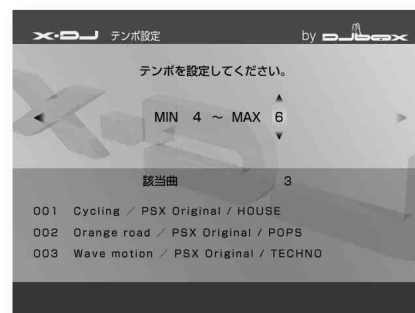 X-DJ テンポ設定 by DJbox
テンポを設定してください。
MIN 4 ~ MAX 6
該当曲 3
001 Cycling / PSX Original / HOUSE
002 Orange road / PSX Original / POPS
003 Wave motion / PSX Original / TECHNO